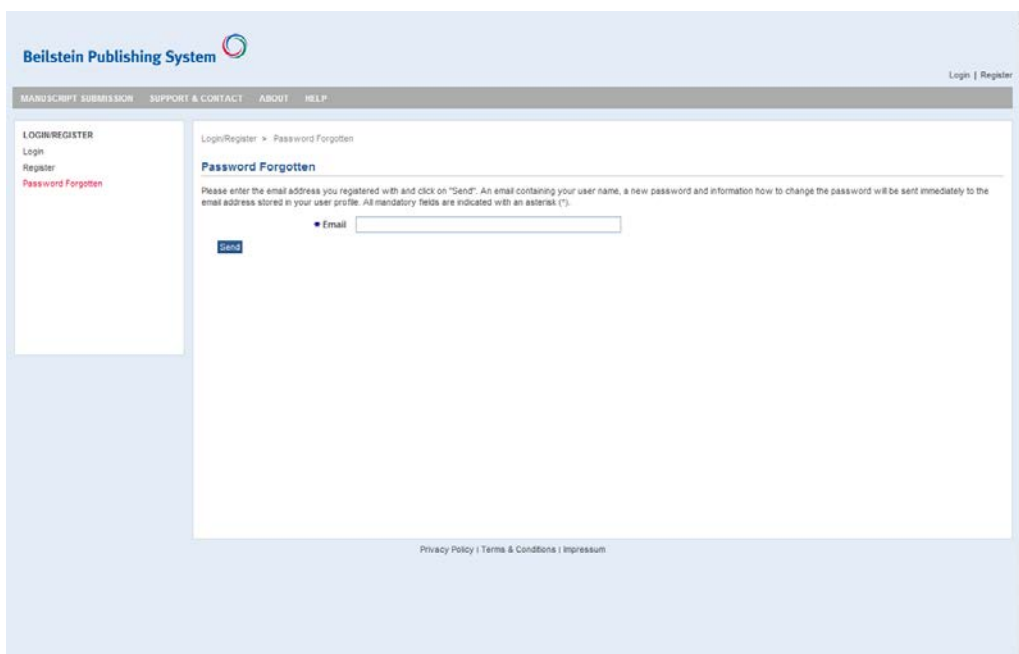 Beilstein Publishing System
Login | Register
MANUSCRIPT SUBMISSION SUPPORT & CONTACT ABOUT HELP
LOGIN/REGISTER
Login
Register
Password Forgotten
Login/Register » Password Forgotten
Password Forgotten
Please enter the email address you registered with and click on "Send". An email containing your user name, a new password and information how to change the password will be sent immediately to the
email address stored in your user profile. All mandatory fields are indicated with an asterisk (*).
* Email
Send
Privacy Policy | Terms & Conditions | Impressum